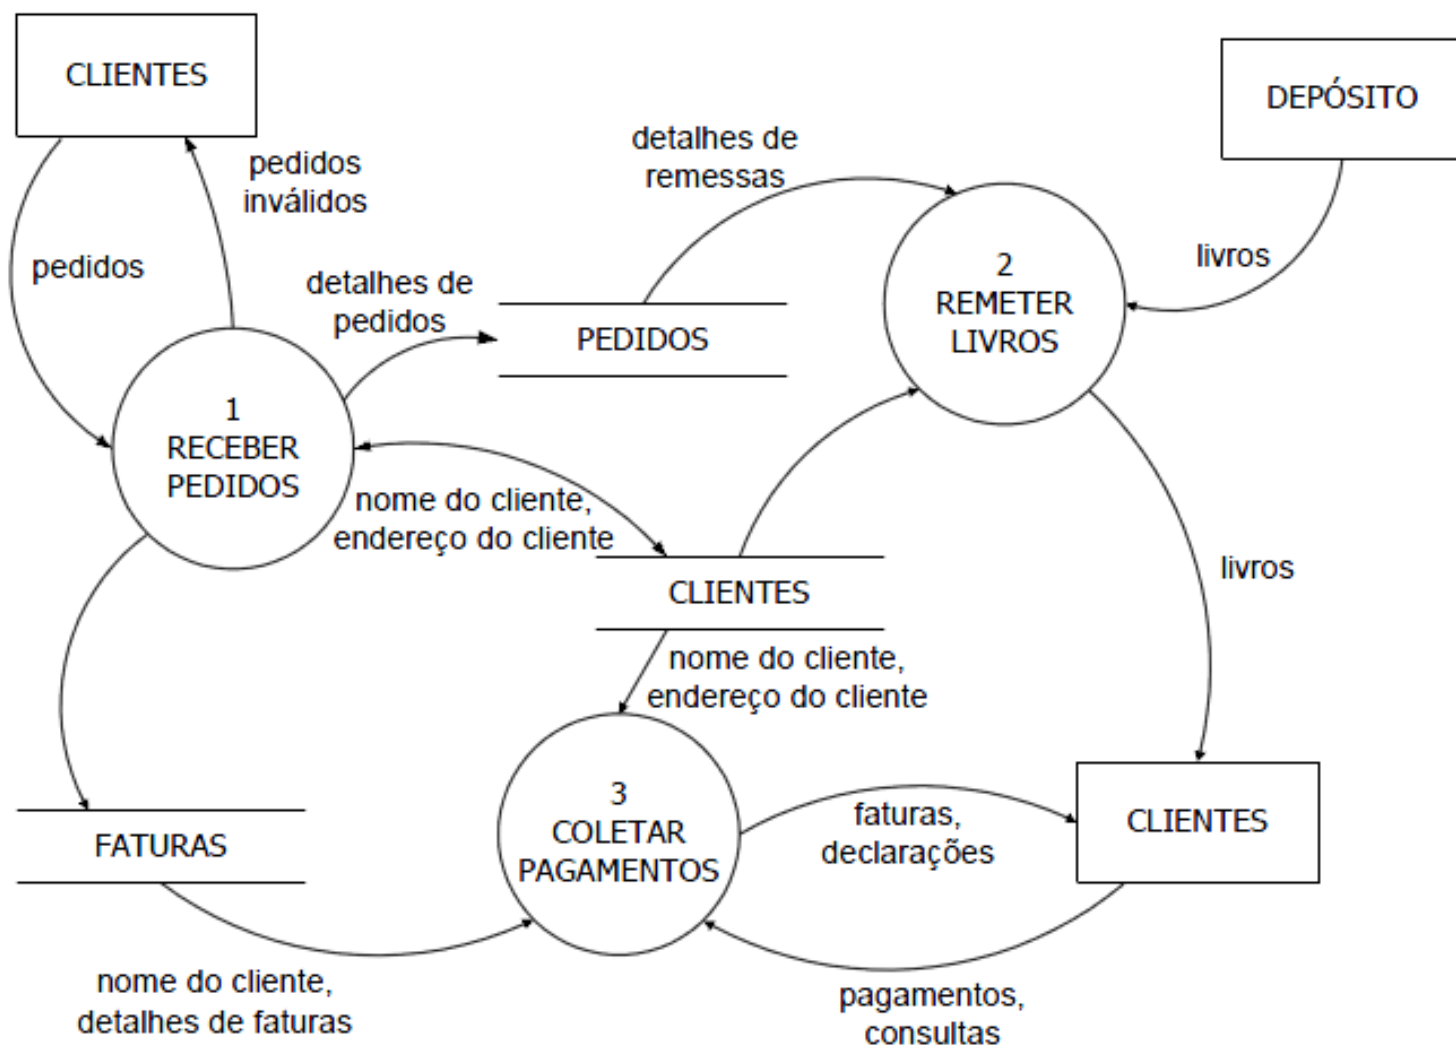 CLIENTES
DEPÓSITO
detalhes de
remessas
pedidos
inválidos
pedidos
detalhes de
pedidos
livros
2
REMETER
LIVROS
PEDIDOS
1
RECEBER
PEDIDOS
nome do cliente,
endereço do cliente
CLIENTES
livros
nome do cliente,
endereço do cliente
3
COLETAR
PAGAMENTOS
faturas,
declarações
CLIENTES
FATURAS
nome do cliente,
detalhes de faturas
pagamentos,
consultas